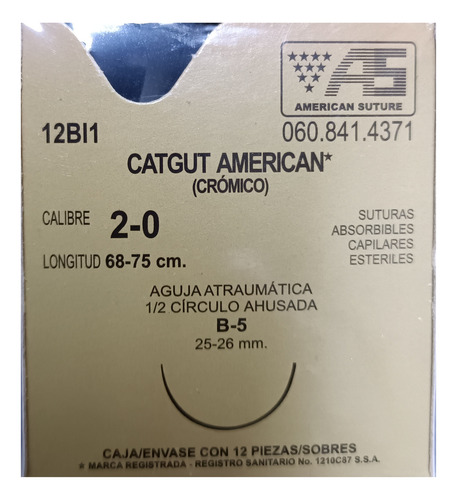 AS
AMERICAN SUTURE
12BI1
060.841.4371
CATGUT AMERICAN*
(CRÓMICO)
CALIBRE 2-0
LONGITUD 68-75 cm.
SUTURAS
ABSORBIBLES
CAPILARES
ESTERILES
AGUJA ATRAUMÁTICA
1/2 CÍRCULO AHUSADA
B-5
25-26 mm.
CAJA/ENVASE CON 12 PIEZAS/SOBRES
* MARCA REGISTRADA - REGISTRO SANITARIO No. 1210C87 S.S.A.